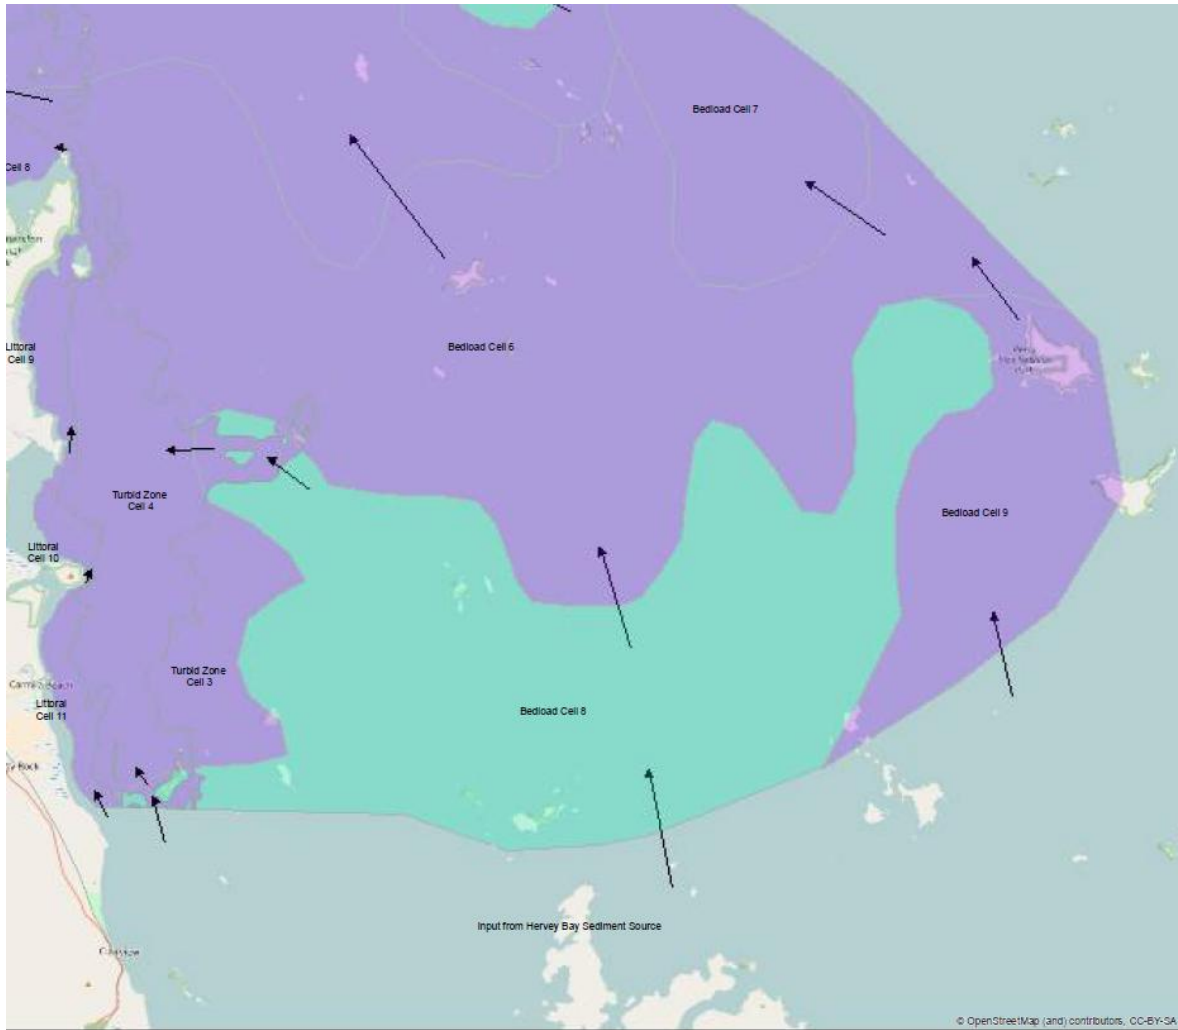 Bedload Cell 7
Cell 8
Bedload Cell 6
Littoral
Cell 9
Turbid Zone
Cell 4
Bedload Cell 9
Littoral
Cell 10
Turbid Zone
Cell 3
Littoral
Cell 11
Bedload Cell 8
Input from Hervey Bay Sediment Source
© OpenStreetMap (and) contributors, CC-BY-SA